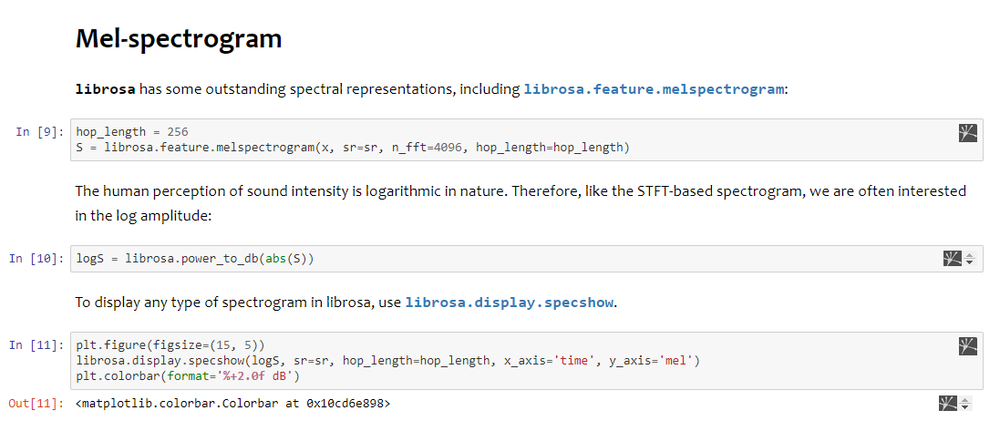 Mel-spectrogram
librosa has some outstanding spectral representations, including librosa.feature.melspectrogram:
In [9]: hop_length = 256
S = librosa.feature.melspectrogram(x, sr=sr, n_fft=4096, hop_length=hop_length)
The human perception of sound intensity is logarithmic in nature. Therefore, like the STFT-based spectrogram, we are often interested
in the log amplitude:
In [10]: logS = librosa.power_to_db(abs(S))
To display any type of spectrogram in librosa, use librosa.display.specshow.
In [11]: plt.figure(figsize=(15, 5))
librosa.display.specshow(logS, sr=sr, hop_length=hop_length, x_axis='time', y_axis='mel')
plt.colorbar(format='%+2.0f dB')
Out[11]: <matplotlib.colorbar.Colorbar at 0x10cd6e898>